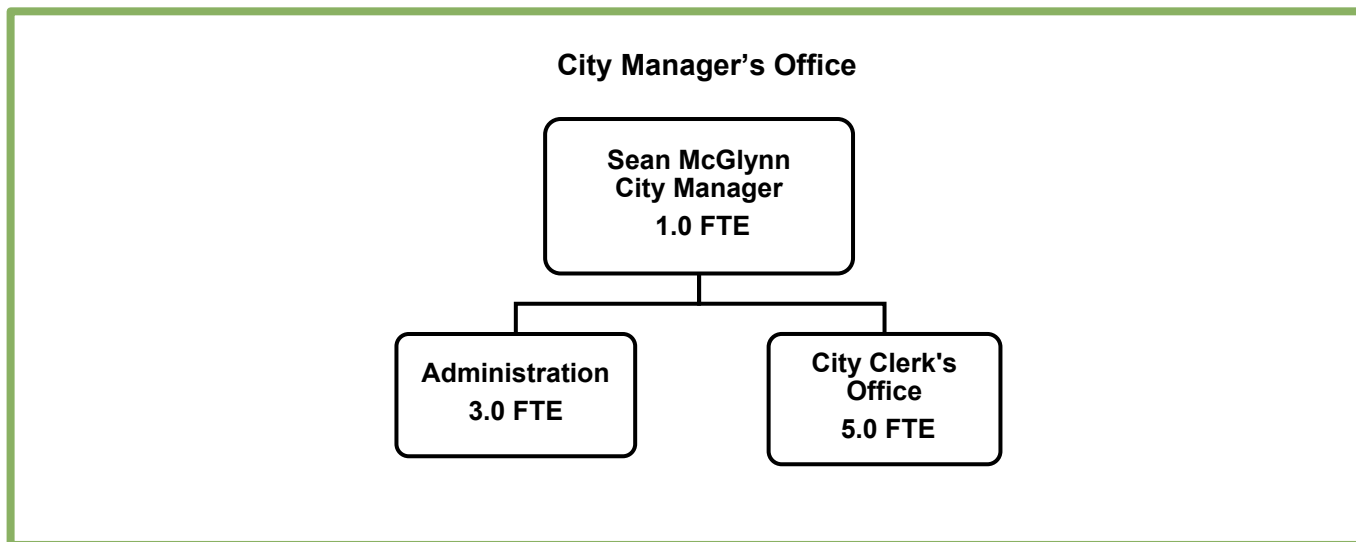 City Manager’s Office
Sean McGlynn
City Manager
1.0 FTE
Administration
3.0 FTE
City Clerk's
Office
5.0 FTE